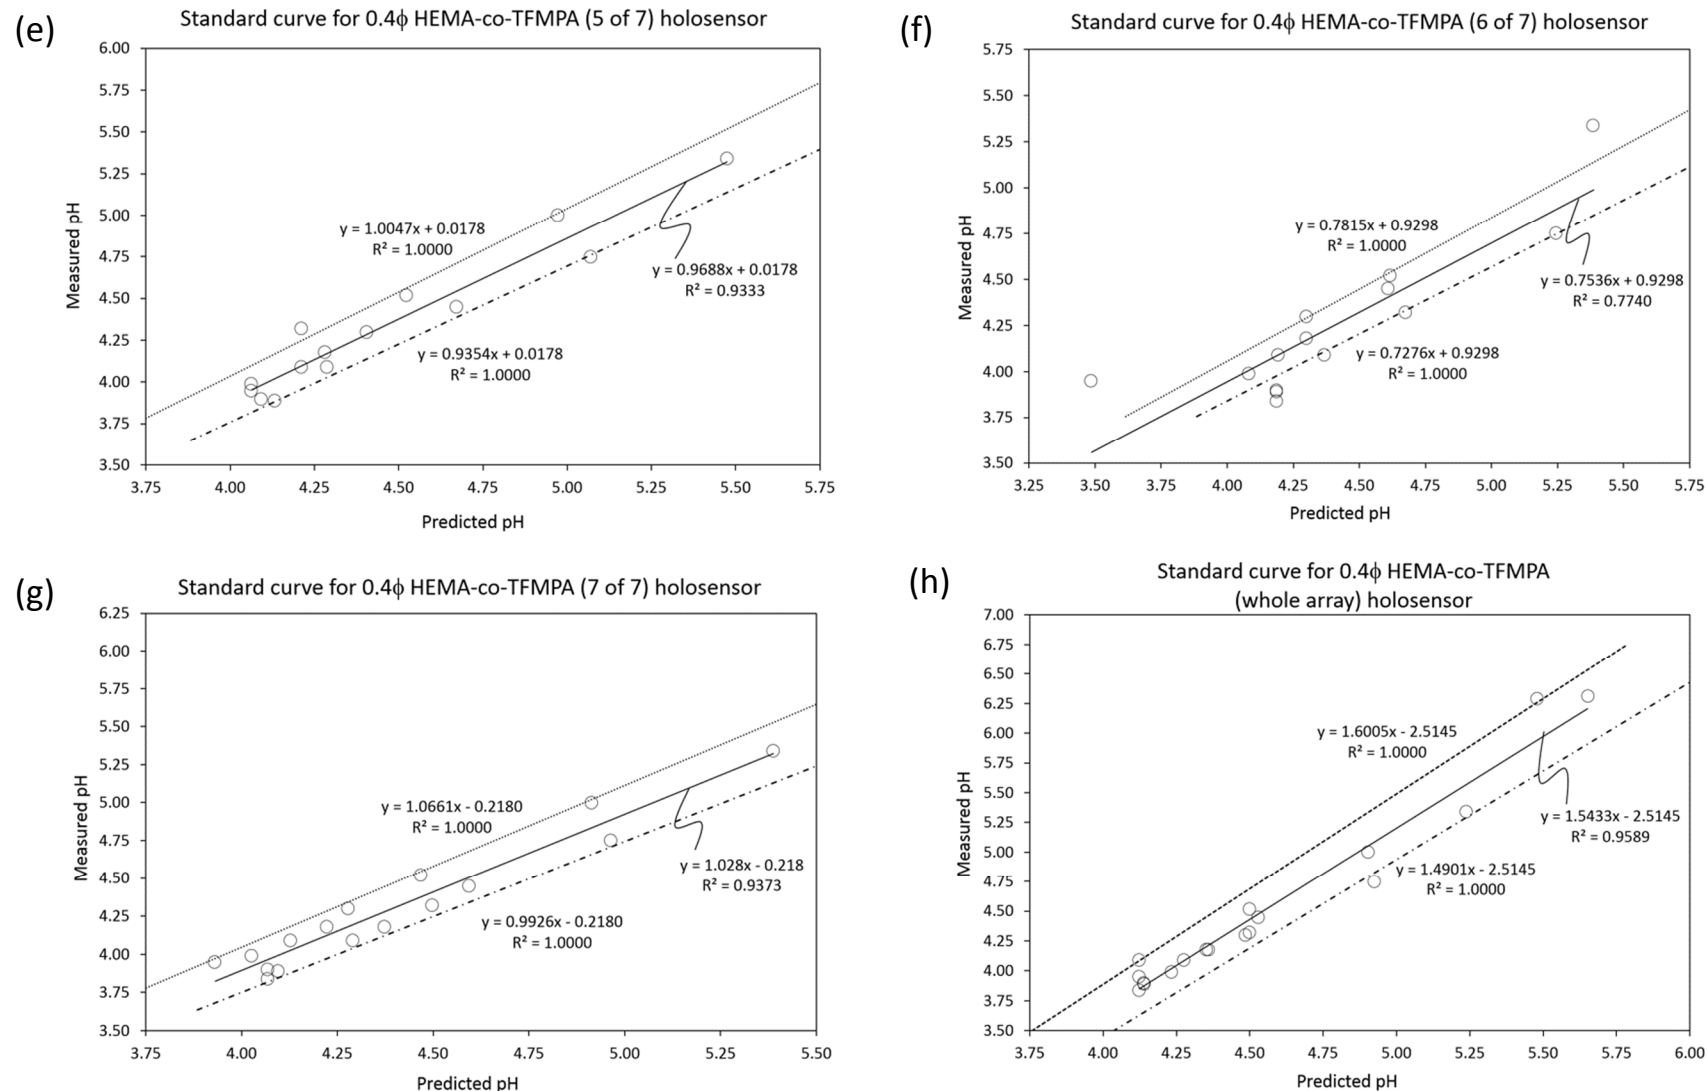 (e)
Standard curve for 0.4ϕ HEMA-co-TFMPA (5 of 7) holosensor
6.00
5.75
5.50
5.25
5.00
4.75
4.50
4.25
4.00
3.75
3.50
Measured pH
y = 1.0047x + 0.0178
R² = 1.0000
y = 0.9688x + 0.0178
R² = 0.9333
y = 0.9354x + 0.0178
R² = 1.0000
3.75 4.00 4.25 4.50 4.75 5.00 5.25 5.50 5.75
Predicted pH
(f)
Standard curve for 0.4ϕ HEMA-co-TFMPA (6 of 7) holosensor
5.75
5.50
5.25
5.00
4.75
4.50
4.25
4.00
3.75
3.50
Measured pH
y = 0.7815x + 0.9298
R² = 1.0000
y = 0.7536x + 0.9298
R² = 0.7740
y = 0.7276x + 0.9298
R² = 1.0000
3.25 3.50 3.75 4.00 4.25 4.50 4.75 5.00 5.25 5.50 5.75
Predicted pH
(g)
Standard curve for 0.4ϕ HEMA-co-TFMPA (7 of 7) holosensor
6.25
6.00
5.75
5.50
5.25
5.00
4.75
4.50
4.25
4.00
3.75
3.50
Measured pH
y = 1.0661x - 0.2180
R² = 1.0000
y = 1.028x - 0.218
R² = 0.9373
y = 0.9926x - 0.2180
R² = 1.0000
3.75 4.00 4.25 4.50 4.75 5.00 5.25 5.50
Predicted pH
(h)
Standard curve for 0.4ϕ HEMA-co-TFMPA
(whole array) holosensor
7.00
6.75
6.50
6.25
6.00
5.75
5.50
5.25
5.00
4.75
4.50
4.25
4.00
3.75
3.50
Measured pH
y = 1.6005x - 2.5145
R² = 1.0000
y = 1.5433x - 2.5145
R² = 0.9589
y = 1.4901x - 2.5145
R² = 1.0000
3.75 4.00 4.25 4.50 4.75 5.00 5.25 5.50 5.75 6.00
Predicted pH